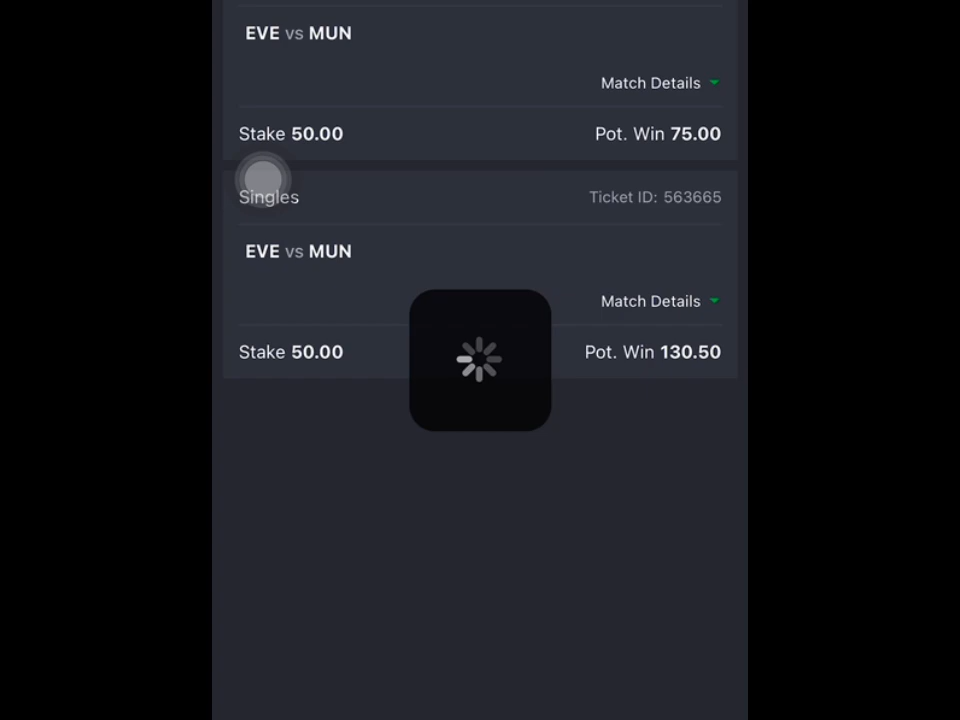 EVE vs MUN
Match Details
Stake 50.00 Pot. Win 75.00
Singles Ticket ID: 563665
EVE vs MUN
Match Details
Stake 50.00 Pot. Win 130.50